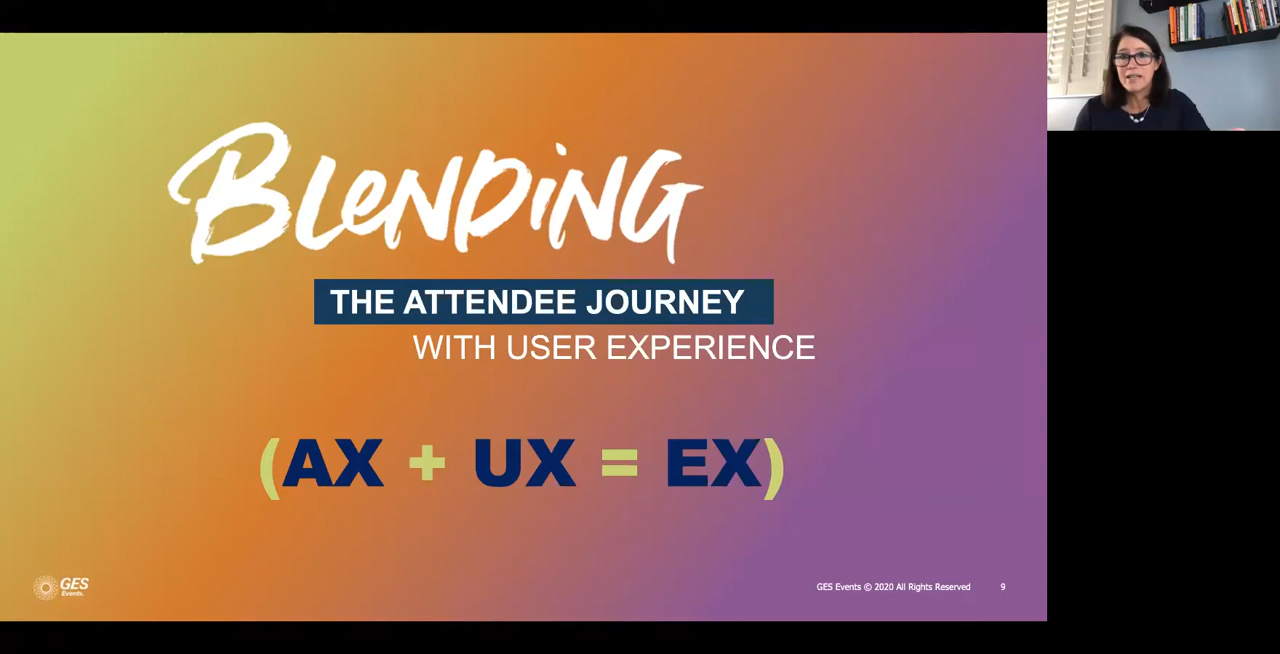 BLENDING
THE ATTENDEE JOURNEY
WITH USER EXPERIENCE
(AX + UX = EX)
GES
Events.
GES Events © 2020 All Rights Reserved
9